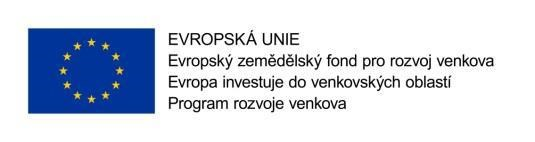 EVROPSKÁ UNIE
Evropský zemědělský fond pro rozvoj venkova
Evropa investuje do venkovských oblastí
Program rozvoje venkova